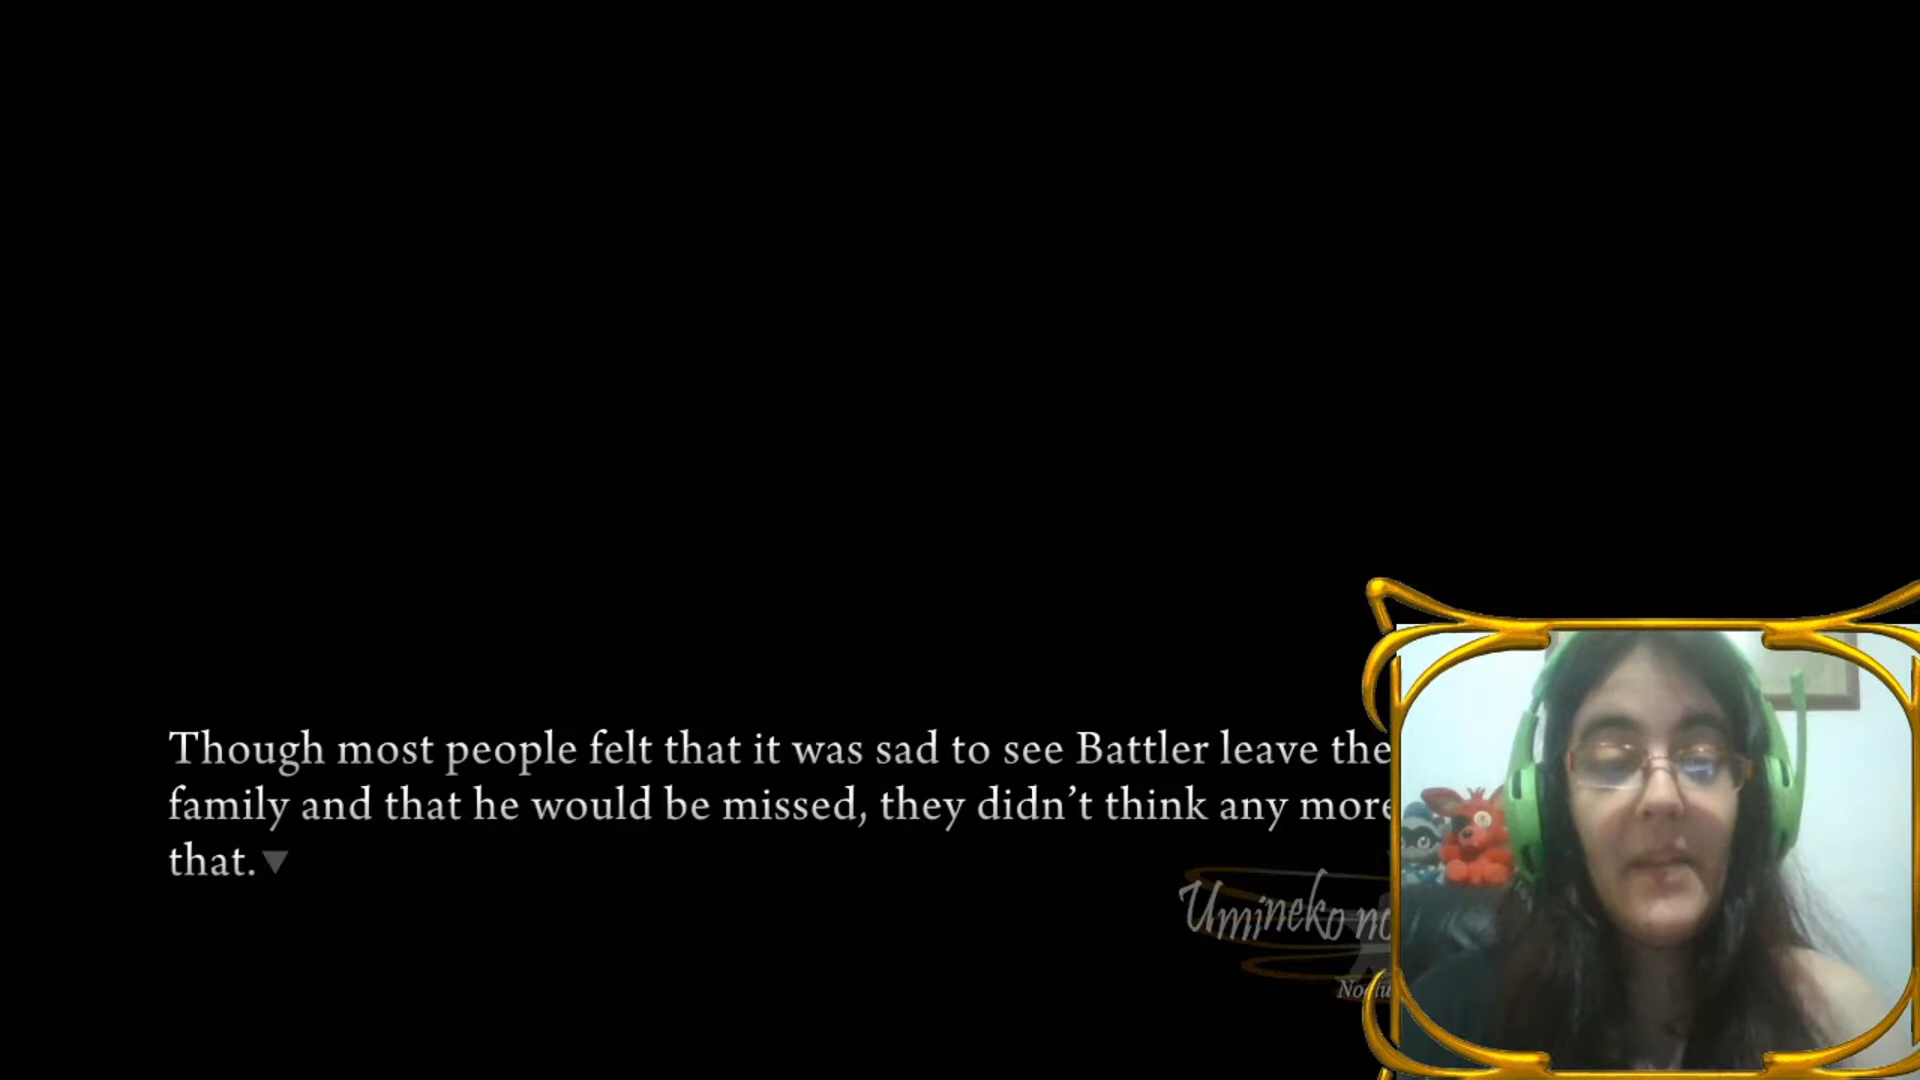 Though most people felt that it was sad to see Battler leave the
family and that he would be missed, they didn't think any more
that.
Umineko no